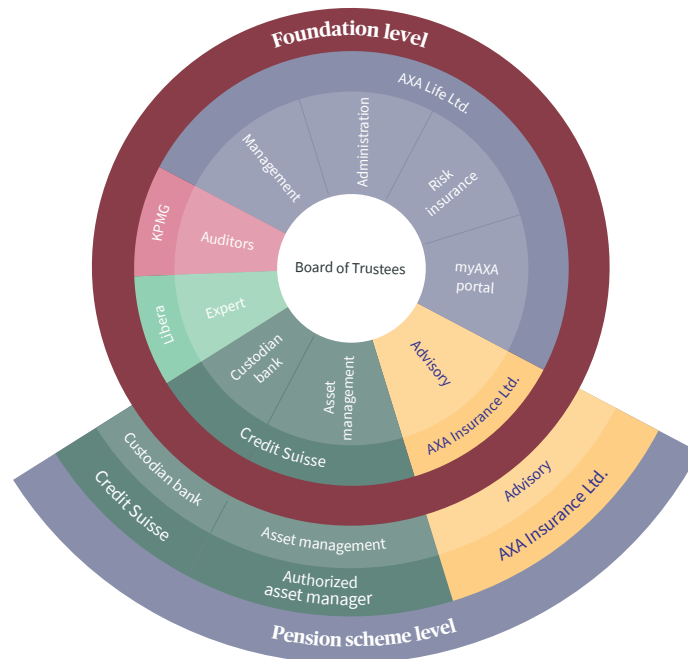 Foundation level
AXA Life Ltd.
Management
Administration
Risk
insurance
myAXA
portal
KPMG
Auditors
Board of Trustees
Libera
Expert
Custodian
bank
Asset
management
Advisory
Credit Suisse
AXA Insurance Ltd.
Custodian bank
Credit Suisse
Asset management
Authorized
asset manager
Advisory
AXA Insurance Ltd.
Pension scheme level